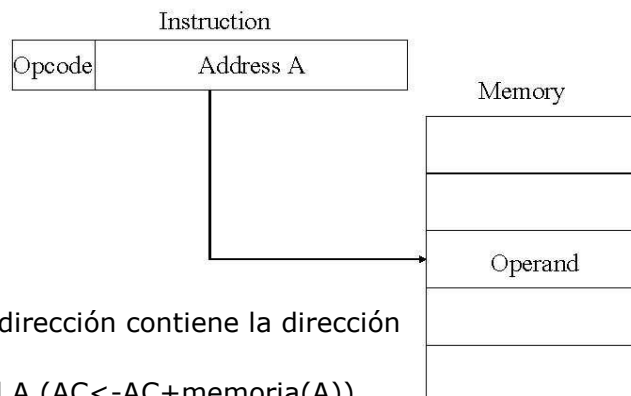 Instruction
Opcode Address A
Memory
Operand
dirección contiene la dirección
A (AC<-AC+memoria(A))